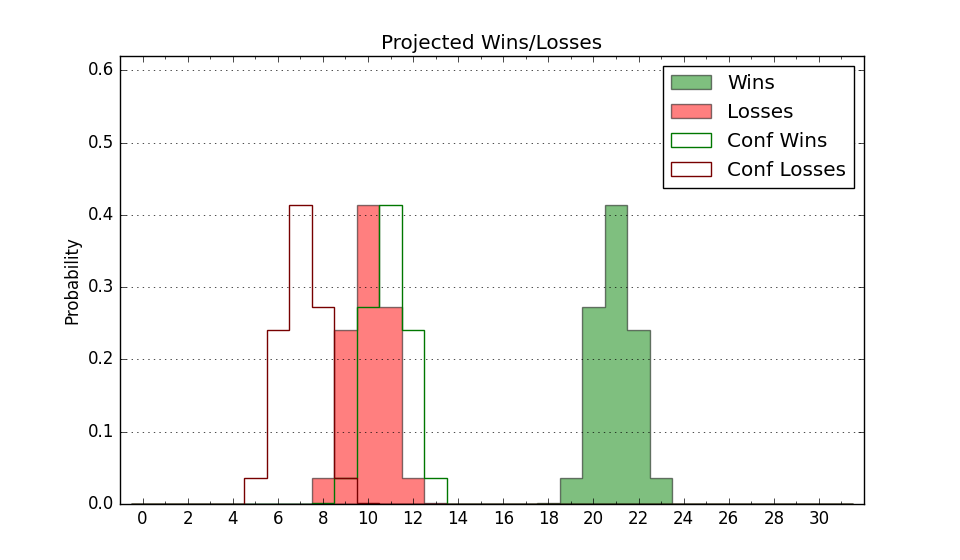 Projected Wins/Losses
0.6
0.5
0.4
0.3
0.2
0.1
0.0
Probability
Wins
Losses
Conf Wins
Conf Losses
0 2 4 6 8 10 12 14 16 18 20 22 24 26 28 30